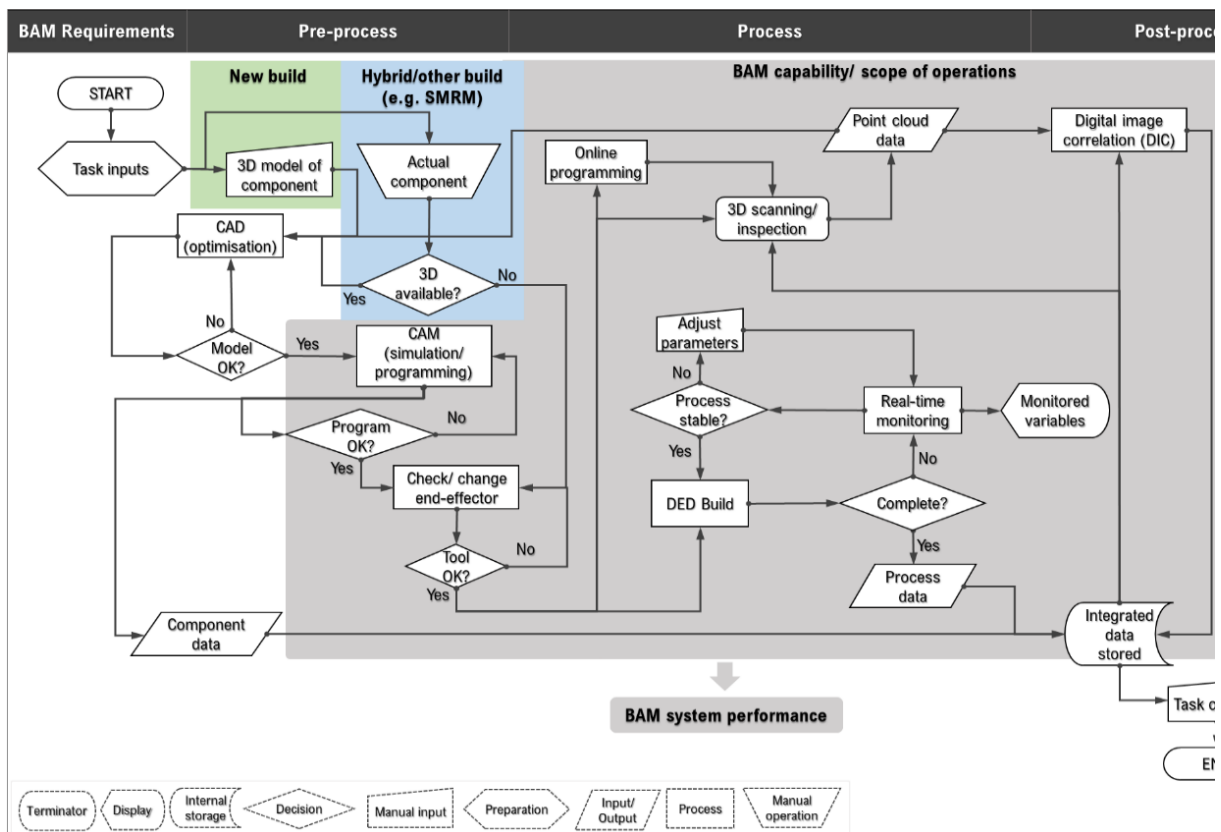 BAM Requirements
Pre-process
Process
Post-proc
New build
Hybrid/other build
(e.g. SMRM)
BAM capability/ scope of operations
START
Task inputs
3D model of
component
Actual
component
Online
programming
Point cloud
data
Digital image
correlation (DIC)
CAD
(optimisation)
3D scanning/
inspection
3D
available?
Yes
No
No
Model
OK?
Yes
CAM
(simulation/
programming)
Adjust
parameters
No
Process
stable?
Real-time
monitoring
Monitored
variables
Program
OK?
No
Yes
Yes
No
Check/ change
end-effector
DED Build
Complete?
Tool
OK?
No
Yes
Yes
Process
data
Component
data
Integrated
data
stored
BAM system performance
Task c
EN
Terminator
Display
Internal
storage
Decision
Manual input
Preparation
Input/
Output
Process
Manual
operation